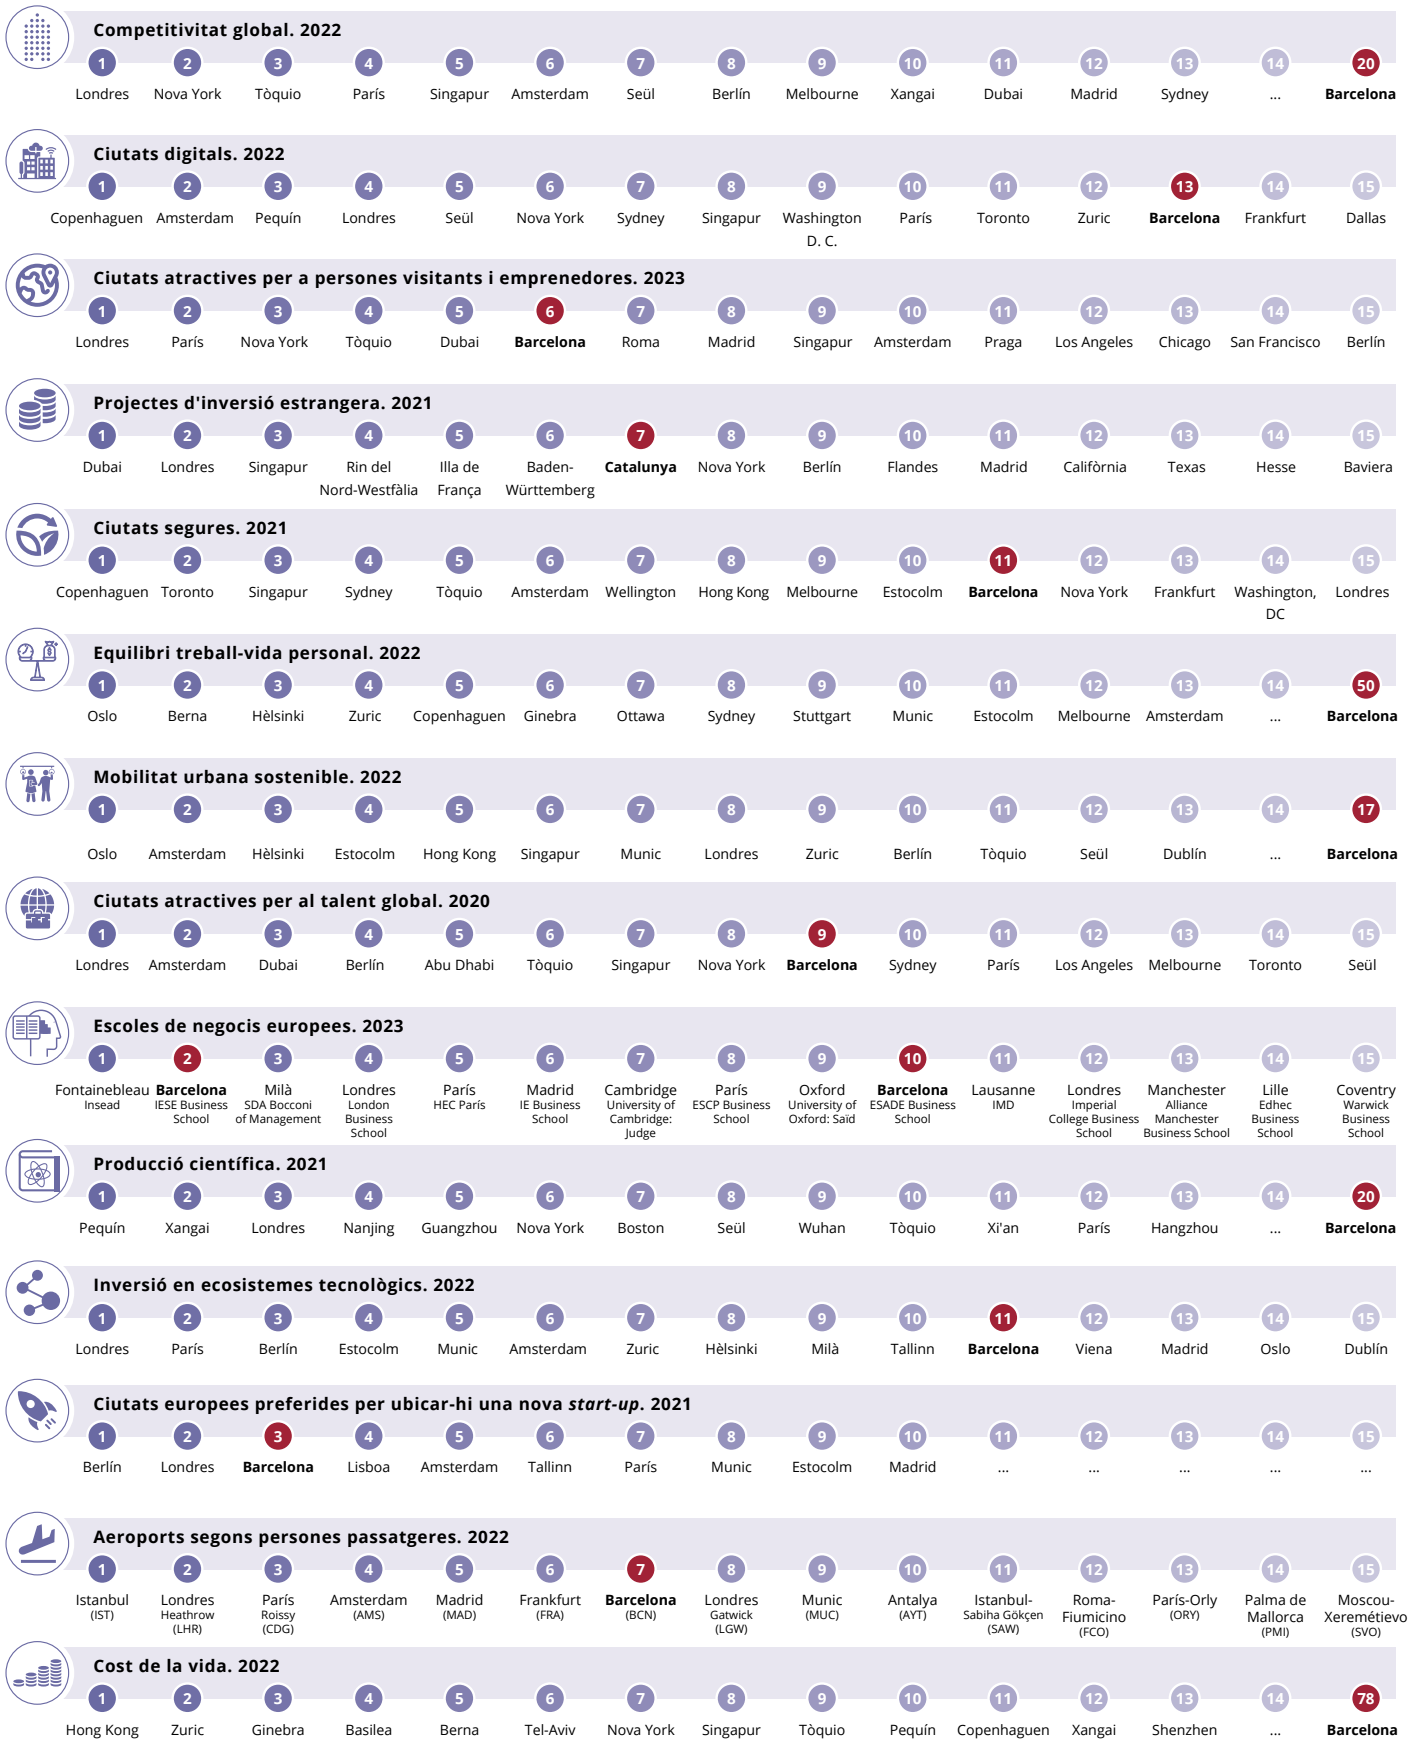 Competitivitat global. 2022
1 2 3 4 5 6 7 8 9 10 11 12 13 14 20
Londres Nova York Tòquio París Singapur Amsterdam Seül Berlín Melbourne Xangai Dubai Madrid Sydney ... Barcelona
Ciutats digitals. 2022
1 2 3 4 5 6 7 8 9 10 11 12 13 14 15
Copenhaguen Amsterdam Pequín Londres Seül Nova York Sydney Singapur Washington París Toronto Zuric Barcelona Frankfurt Dallas
D. C.
Ciutats atractives per a persones visitants i emprenedores. 2023
1 2 3 4 5 6 7 8 9 10 11 12 13 14 15
Londres París Nova York Tòquio Dubai Barcelona Roma Madrid Singapur Amsterdam Praga Los Angeles Chicago San Francisco Berlín
Projectes d'inversió estrangera. 2021
1 2 3 4 5 6 7 8 9 10 11 12 13 14 15
Dubai Londres Singapur Rin del Illa de Baden- Catalunya Nova York Berlín Flandes Madrid Califòrnia Texas Hesse Baviera
Nord-Westfàlia França Württemberg
Ciutats segures. 2021
1 2 3 4 5 6 7 8 9 10 11 12 13 14 15
Copenhaguen Toronto Singapur Sydney Tòquio Amsterdam Wellington Hong Kong Melbourne Estocolm Barcelona Nova York Frankfurt Washington, Londres
DC
Equilibri treball-vida personal. 2022
1 2 3 4 5 6 7 8 9 10 11 12 13 14 50
Oslo Berna Hèlsinki Zuric Copenhaguen Ginebra Ottawa Sydney Stuttgart Munic Estocolm Melbourne Amsterdam ... Barcelona
Mobilitat urbana sostenible. 2022
1 2 3 4 5 6 7 8 9 10 11 12 13 14 17
Oslo Amsterdam Hèlsinki Estocolm Hong Kong Singapur Munic Londres Zuric Berlín Tòquio Seül Dublín ... Barcelona
Ciutats atractives per al talent global. 2020
1 2 3 4 5 6 7 8 9 10 11 12 13 14 15
Londres Amsterdam Dubai Berlín Abu Dhabi Tòquio Singapur Nova York Barcelona Sydney París Los Angeles Melbourne Toronto Seül
Escoles de negocis europees. 2023
1 2 3 4 5 6 7 8 9 10 11 12 13 14 15
Fontainebleau Barcelona Milà Londres París Madrid Cambridge París Oxford Barcelona Lausanne Londres Manchester Lille Coventry
Insead IESE Business SDA Bocconi London HEC París IE Business University of ESCP Business University of ESADE Business IMD Imperial Alliance Edhec Warwick
School of Management Business School Cambridge: School Oxford: Saïd School College Business Manchester Business Business
School Judge School Business School School School
Producció científica. 2021
1 2 3 4 5 6 7 8 9 10 11 12 13 14 20
Pequín Xangai Londres Nanjing Guangzhou Nova York Boston Seül Wuhan Tòquio Xi'an París Hangzhou ... Barcelona
Inversió en ecosistemes tecnològics. 2022
1 2 3 4 5 6 7 8 9 10 11 12 13 14 15
Londres París Berlín Estocolm Munic Amsterdam Zuric Hèlsinki Milà Tallinn Barcelona Viena Madrid Oslo Dublín
Ciutats europees preferides per ubicar-hi una nova start-up. 2021
1 2 3 4 5 6 7 8 9 10 11 12 13 14 15
Berlín Londres Barcelona Lisboa Amsterdam Tallinn París Munic Estocolm Madrid ... ... ... ... ...
Aeroports segons persones passatgeres. 2022
1 2 3 4 5 6 7 8 9 10 11 12 13 14 15
Istanbul Londres París Amsterdam Madrid Frankfurt Barcelona Londres Munic Antalya Istanbul- Roma- París-Orly Palma de Moscou-
(IST) Heathrow Roissy (AMS) (MAD) (FRA) (BCN) Gatwick (MUC) (AYT) Sabiha Gökçen Fiumicino (ORY) Mallorca Xeremétievo
(LHR) (CDG) (LGW) (SAW) (FCO) (PMI) (SVO)
Cost de la vida. 2022
1 2 3 4 5 6 7 8 9 10 11 12 13 14 78
Hong Kong Zuric Ginebra Basilea Berna Tel-Aviv Nova York Singapur Tòquio Pequín Copenhaguen Xangai Shenzhen ... Barcelona